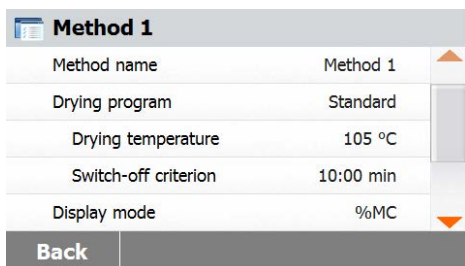 Method 1
Method name Method 1
Drying program Standard
Drying temperature 105 ºC
Switch-off criterion 10:00 min
Display mode %MC
Back